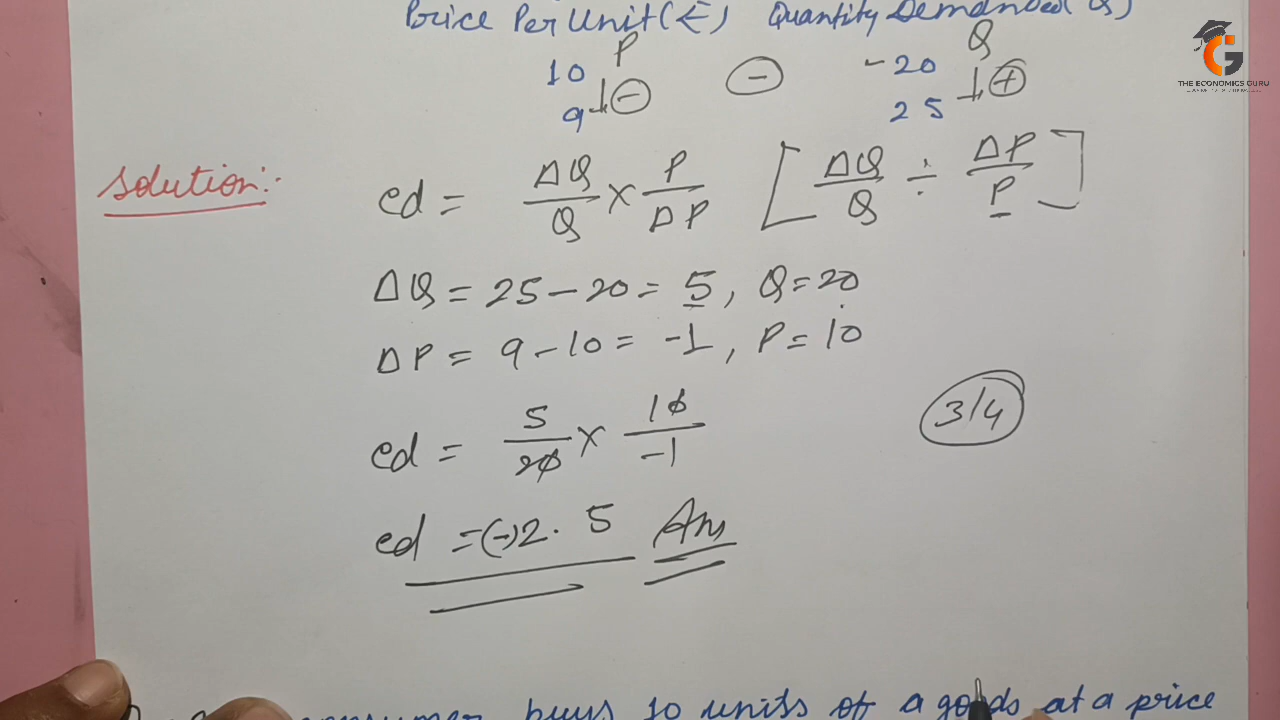 Price Per Unit (₹) Quantity Demanded (Q)
P Q
10 ↓ (-) (-) -20 ↓ (+)
9 25
THE ECONOMICS GURU
Solution:-
ed = ΔQ/Q × P/ΔP [ΔQ/Q ÷ ΔP/P]
ΔQ = 25 - 20 = 5, Q = 20
ΔP = 9 - 10 = -1, P = 10
ed = 5/20 × 10/-1
3/4
ed = (-)2.5 Ans
buys 10 units of a goods at a price